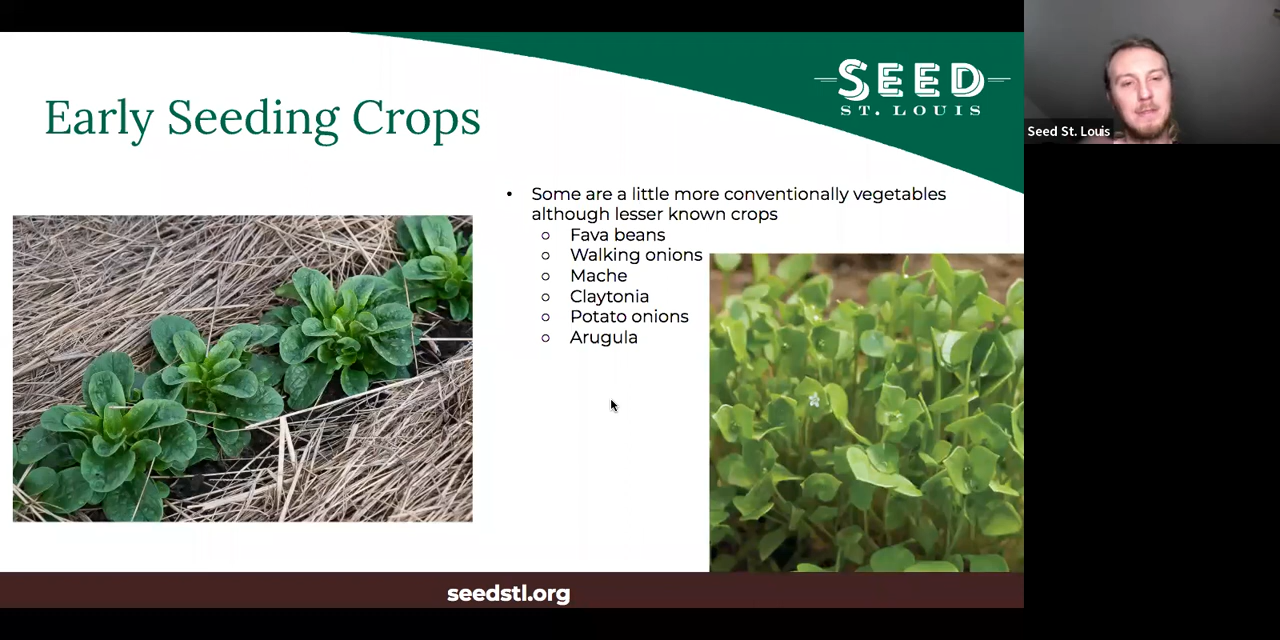 SEED
ST. LOUIS
Early Seeding Crops
Seed St. Louis
• Some are a little more conventionally vegetables
although lesser known crops
○ Fava beans
○ Walking onions
○ Mache
○ Claytonia
○ Potato onions
○ Arugula
seedstl.org